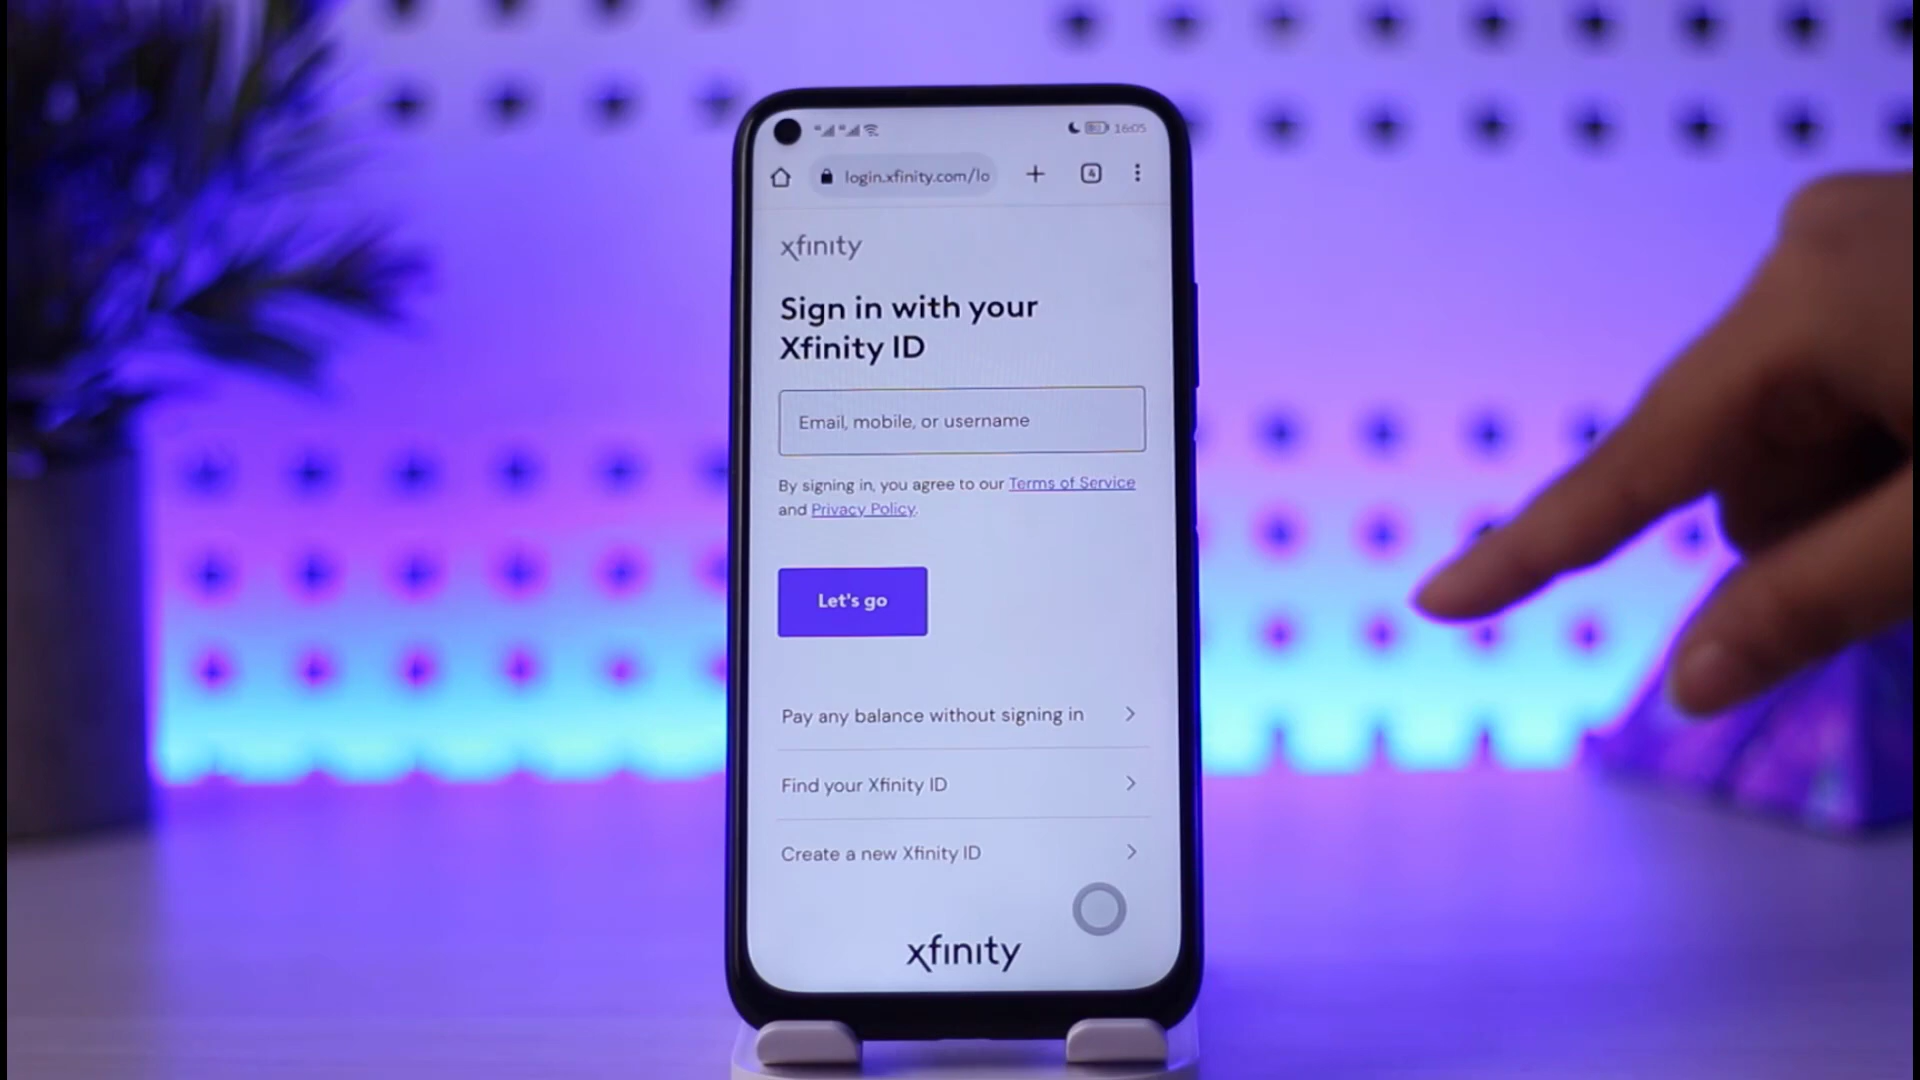 16:05
login.xfinity.com/lo
4
xfinity
Sign in with your
Xfinity ID
Email, mobile, or username
By signing in, you agree to our Terms of Service
and Privacy Policy.
Let's go
Pay any balance without signing in
Find your Xfinity ID
Create a new Xfinity ID
xfinity